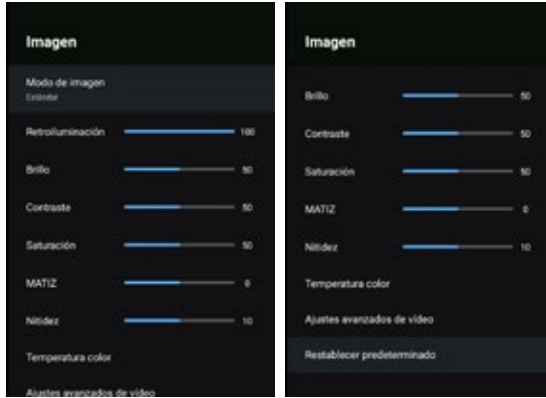 Imagen
Modo de imagen
Estándar
Retroiluminación 100
Brillo 50
Contraste 50
Saturación 50
MATIZ 0
Nitidez 10
Temperatura color
Ajustes avanzados de vídeo
Imagen
Brillo 50
Contraste 50
Saturación 50
MATIZ 0
Nitidez 10
Temperatura color
Ajustes avanzados de vídeo
Restablecer predeterminado